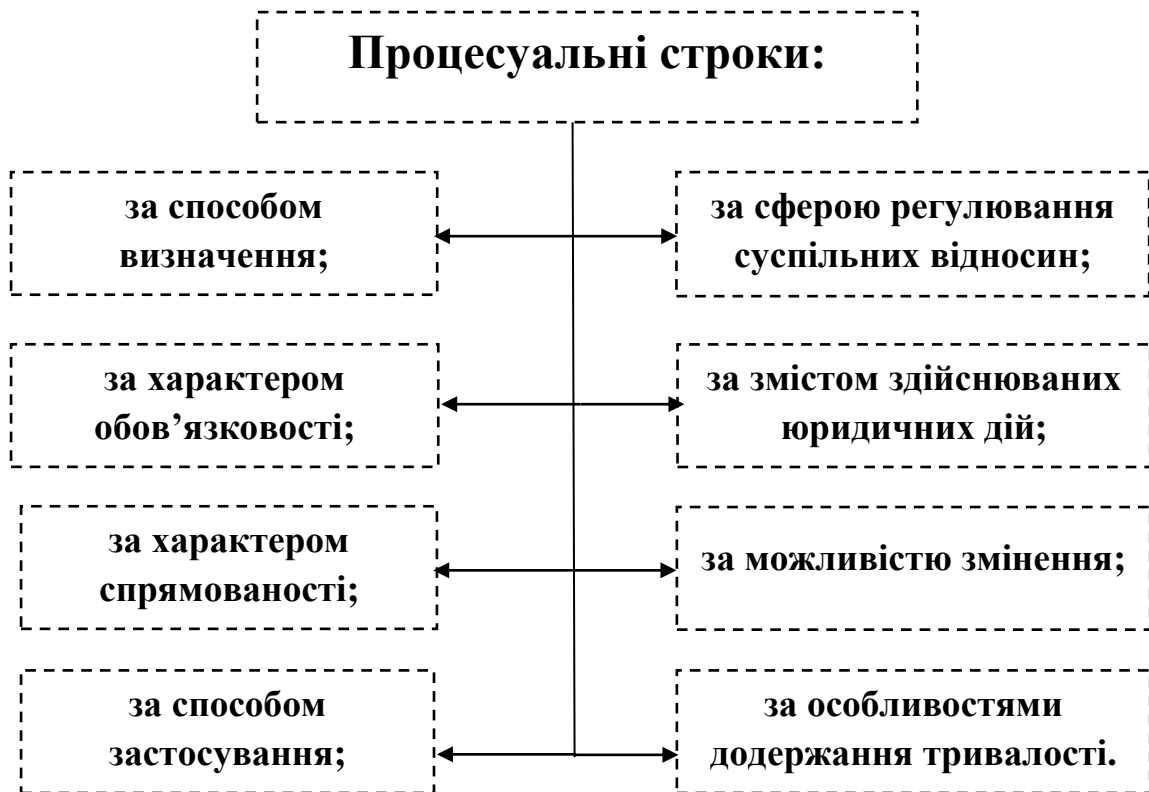 Процесуальні строки:
за способом
визначення;
за сферою регулювання
суспільних відносин;
за характером
обов’язковості;
за змістом здійснюваних
юридичних дій;
за характером
спрямованості;
за можливістю змінення;
за способом
застосування;
за особливостями
додержання тривалості.